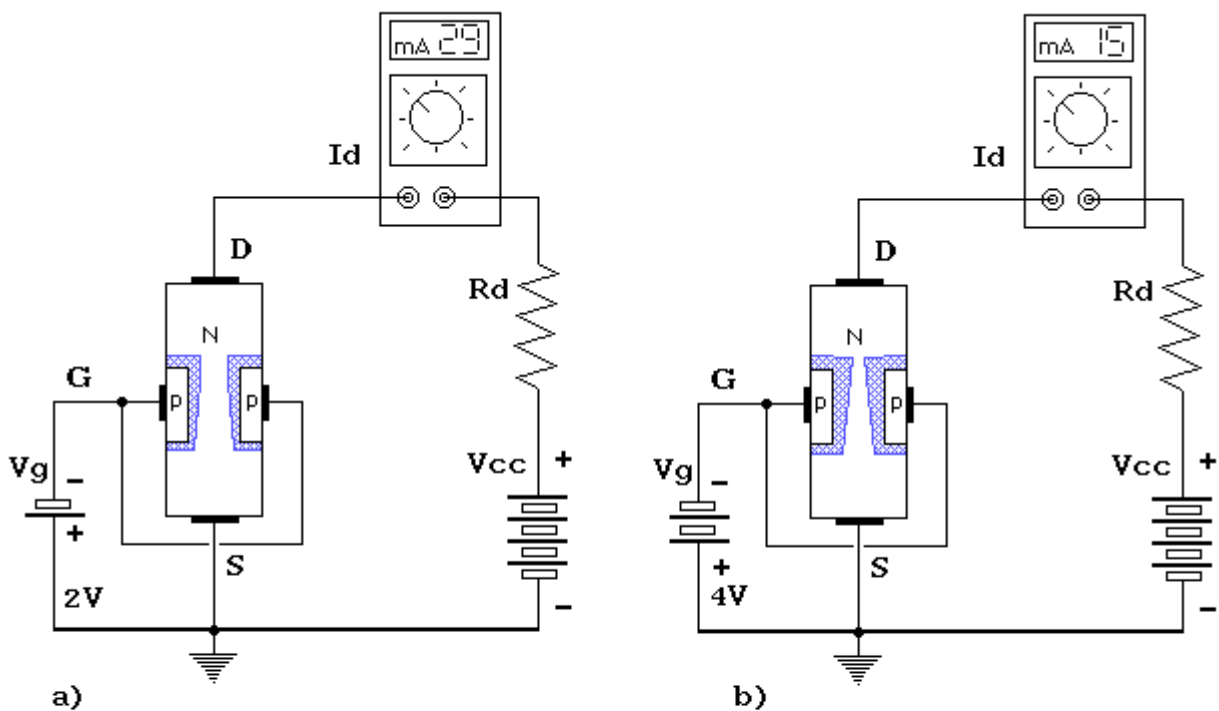 mA 29
Id
D
Rd
N
G
P
P
Vg
-
+
Vcc
+
S
2V
-
a)
mA 15
Id
D
Rd
N
G
P
P
Vg
-
+
Vcc
+
S
4V
-
b)